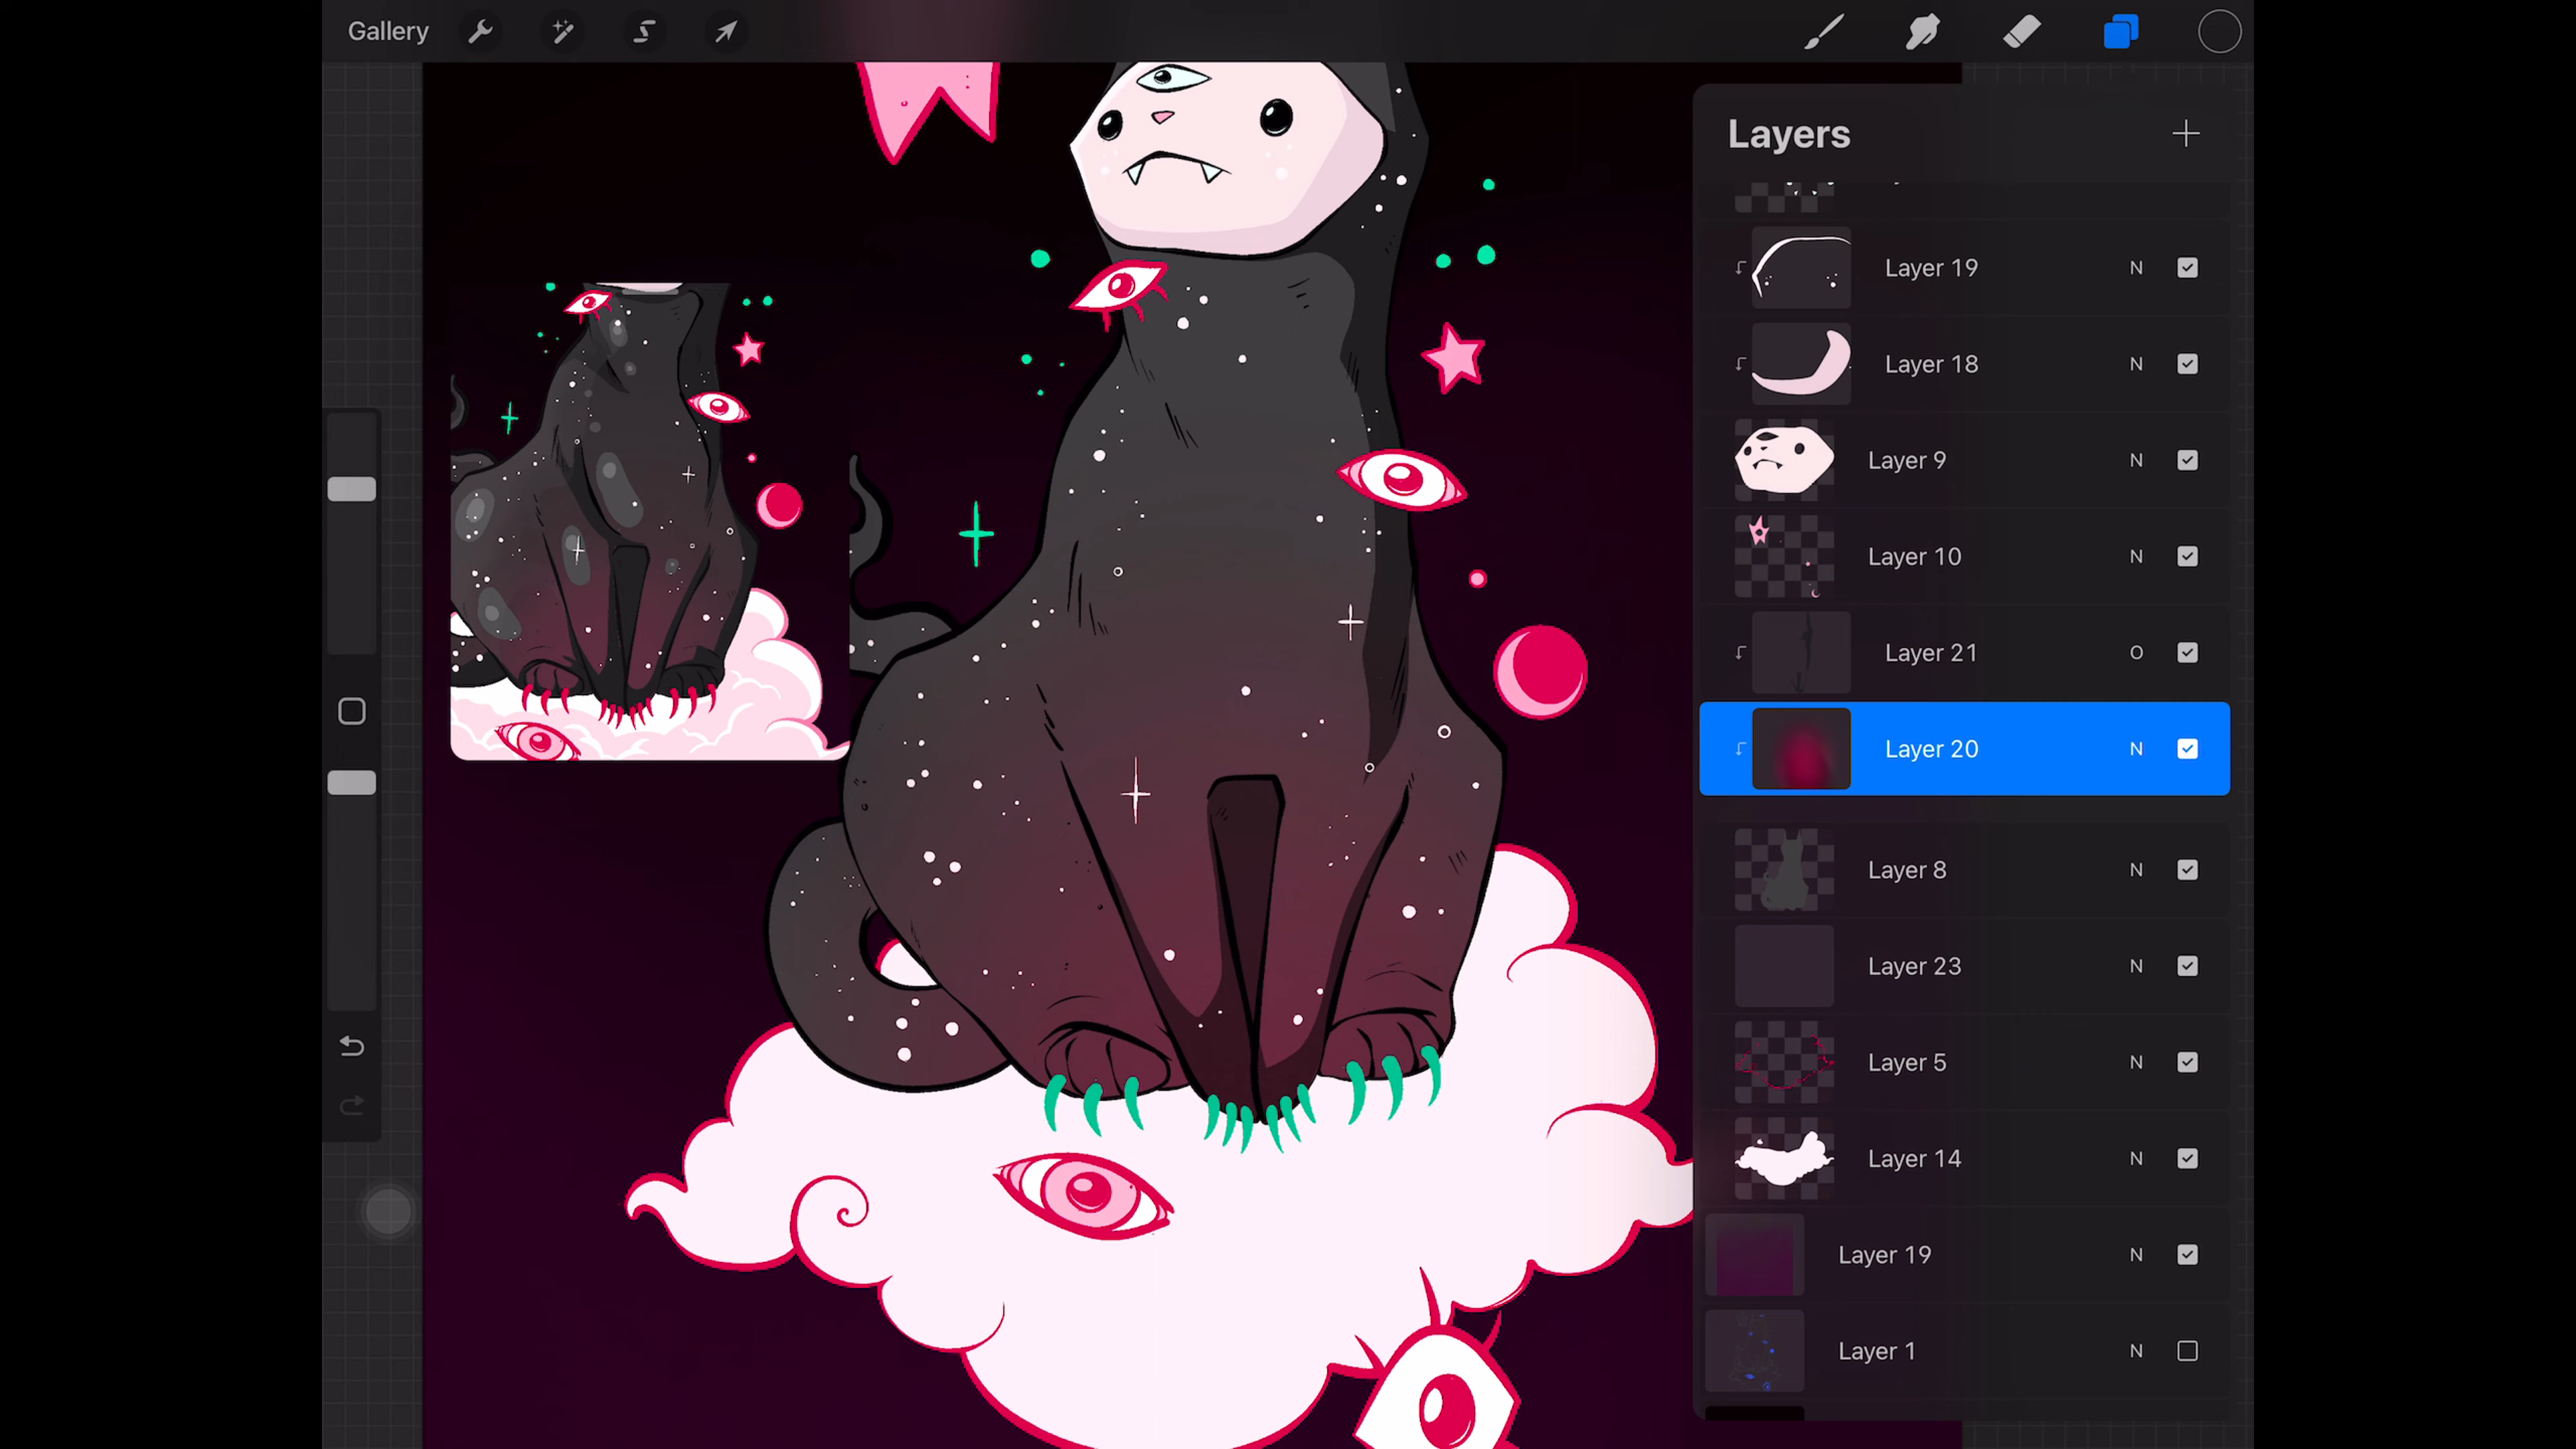 Gallery
Layers
Layer 19 N
Layer 18 N
Layer 9 N
Layer 10 N
Layer 21 O
Layer 20 N
Layer 8 N
Layer 23 N
Layer 5 N
Layer 14 N
Layer 19 N
Layer 1 N